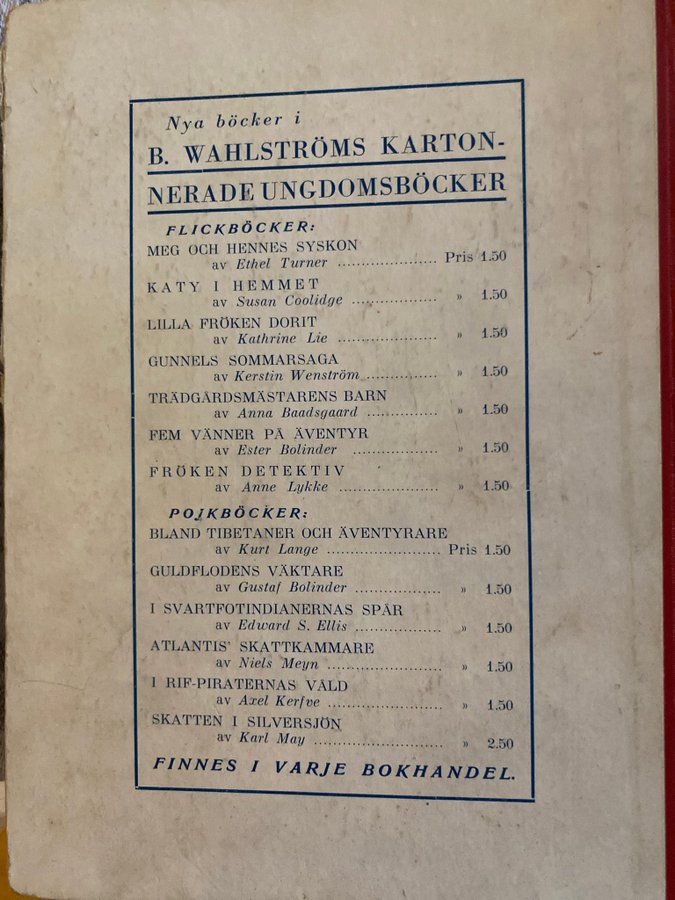 Nya böcker i
B. WAHLSTRÖMS KARTON-
NERADE UNGDOMSBÖCKER
FLICKBÖCKER:
MEG OCH HENNES SYSKON
av Ethel Turner ..................... Pris 1.50
KATY I HEMMET
av Susan Coolidge .................. » 1.50
LILLA FRÖKEN DORIT
av Kathrine Lie ..................... » 1.50
GUNNELS SOMMARSAGA
av Kerstin Wenström ............... » 1.50
TRÄDGÅRDSMÄSTARENS BARN
av Anna Baadsgaard ............... » 1.50
FEM VÄNNER PÅ ÄVENTYR
av Ester Bolinder .................. » 1.50
FRÖKEN DETEKTIV
av Anne Lykke ..................... » 1.50
POJKBÖCKER:
BLAND TIBETANER OCH ÄVENTYRARE
av Kurt Lange ........................ Pris 1.50
GULDFLODENS VÄKTARE
av Gustaf Bolinder .................. » 1.50
I SVARTFOTINDIANERNAS SPÅR
av Edward S. Ellis .................. » 1.50
ATLANTIS' SKATTKAMMARE
av Niels Meyn ........................ » 1.50
I RIF-PIRATERNAS VÅLD
av Axel Kerfve ........................ » 1.50
SKATTEN I SILVERSJÖN
av Karl May ........................... » 2.50
FINNES I VARJE BOKHANDEL.